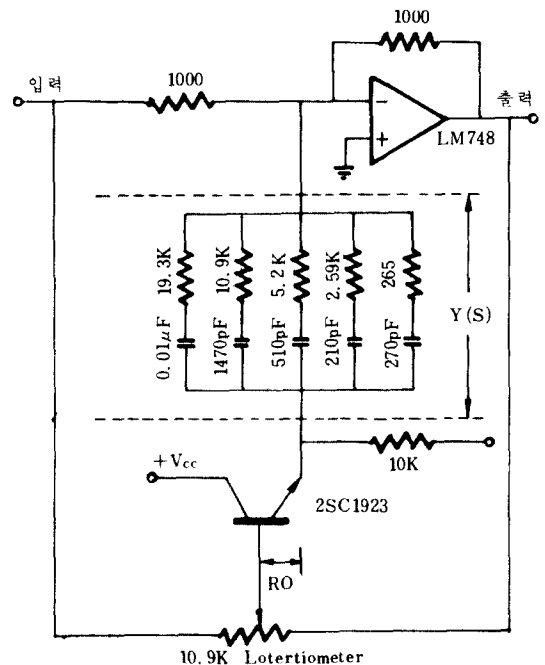 1000
입력
1000
출력
−
+
LM748
19.3K
10.9K
5.2K
2.59K
265
Y(S)
0.01μF
1470pF
510pF
210pF
270pF
+Vcc
10K
2SC1923
RO
10.9K Lotertiometer